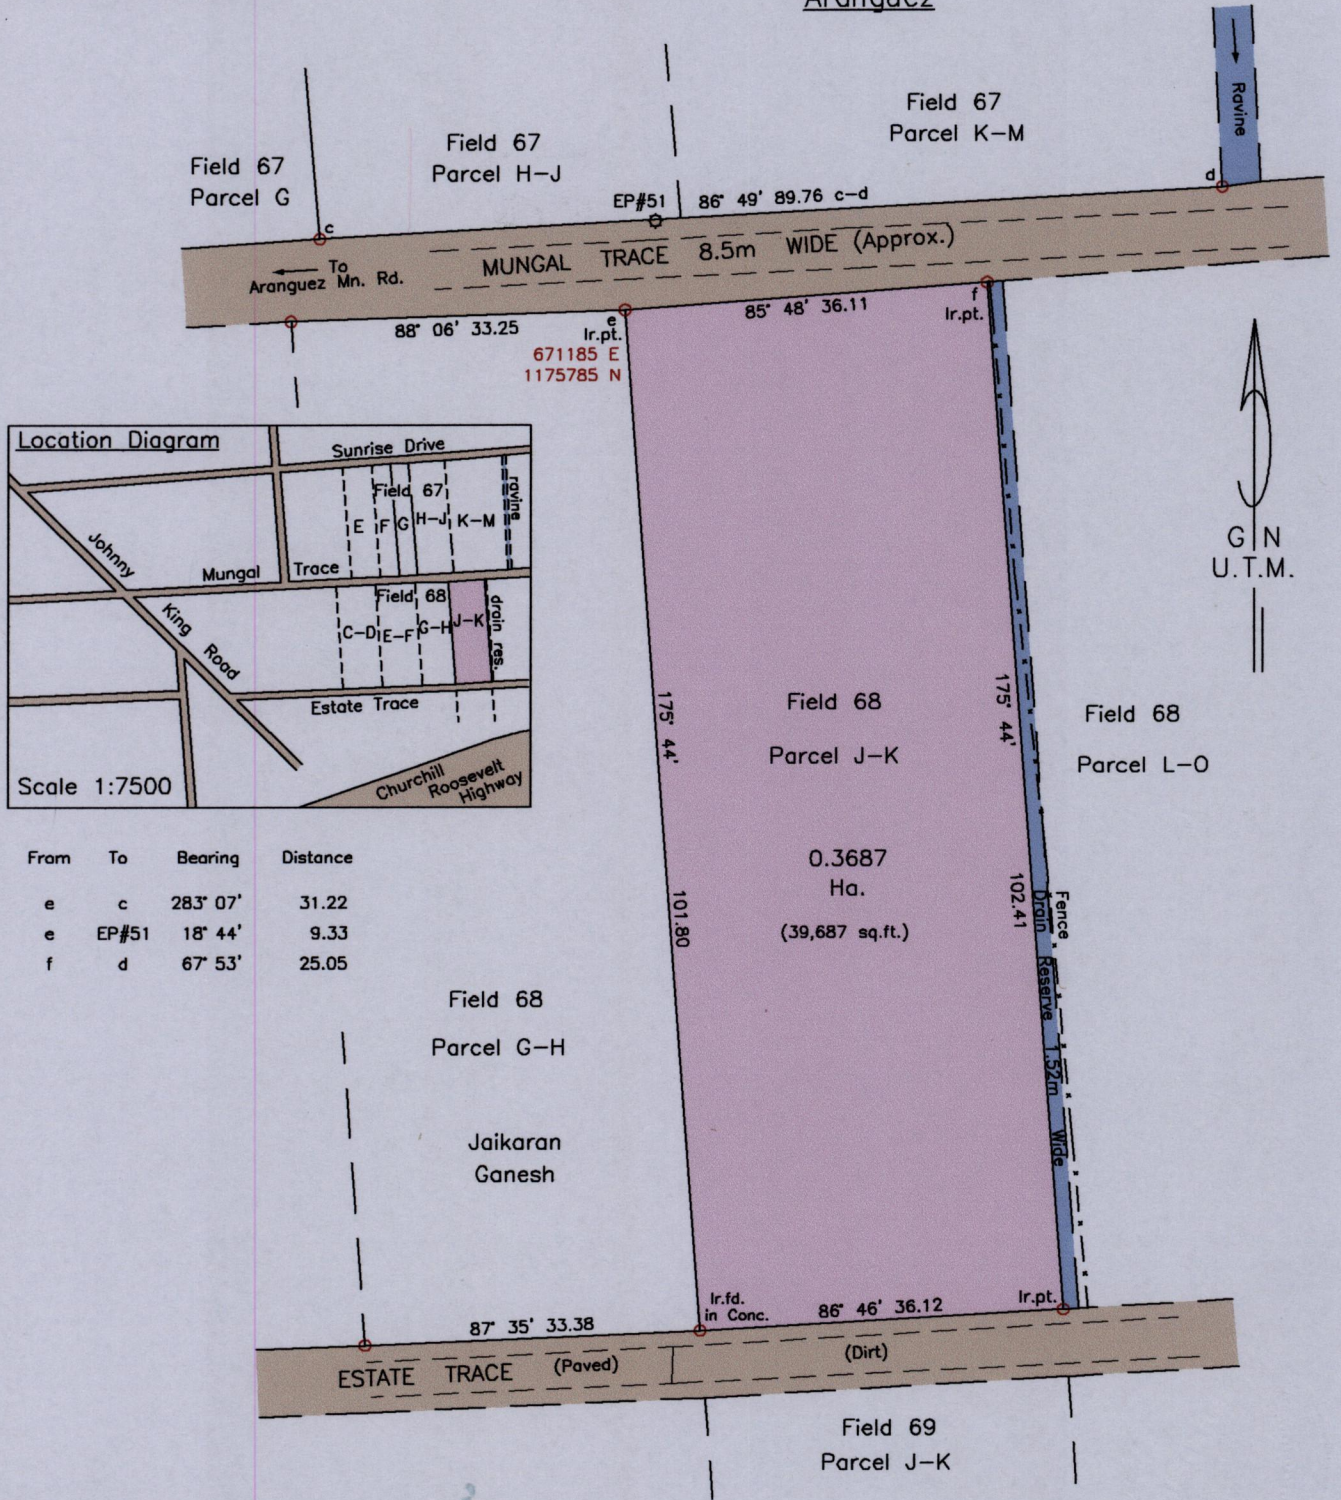 Aranguez
Ravine
Field 67
Parcel K-M
Field 67
Parcel H-J
Field 67
Parcel G
c
EP#51
86° 49' 89.76 c-d
d
MUNGAL TRACE 8.5m WIDE (Approx.)
To
Aranguez Mn. Rd.
88° 06' 33.25
e
Ir.pt.
671185 E
1175785 N
85° 48' 36.11
f
Ir.pt.
G N
U.T.M.
Location Diagram
Sunrise Drive
Field 67
E
F
G
H-J
K-M
ravine
Johnny
King
Road
Mungal Trace
Field 68
C-D
E-F
G-H
J-K
drain res.
Estate Trace
Churchill
Roosevelt
Highway
Scale 1:7500
From To Bearing Distance
e c 283° 07' 31.22
e EP#51 18° 44' 9.33
f d 67° 53' 25.05
175° 44'
101.80
Field 68
Parcel J-K
0.3687
Ha.
(39,687 sq.ft.)
175° 44'
102.41
Fence
Drain Reserve 1.52m Wide
Field 68
Parcel L-O
Field 68
Parcel G-H
Jaikaran
Ganesh
87° 35' 33.38
Ir.fd.
in Conc.
86° 46' 36.12
Ir.pt.
ESTATE TRACE (Paved)
(Dirt)
Field 69
Parcel J-K